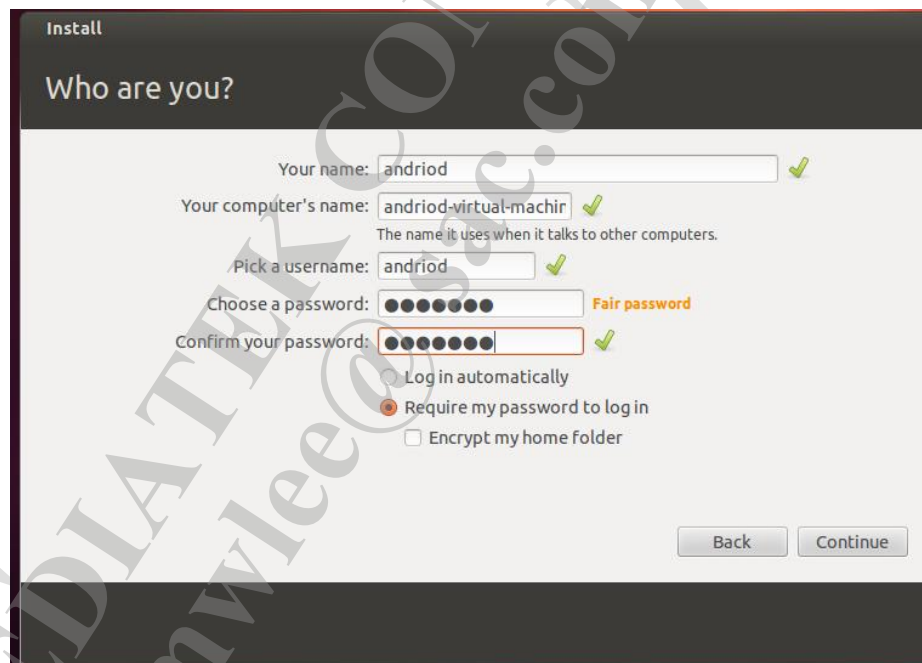 Install
Who are you?
Your name: andriod
Your computer's name: andriod-virtual-machin
The name it uses when it talks to other computers.
Pick a username: andriod
Choose a password: ●●●●●●● Fair password
Confirm your password: ●●●●●●●
Log in automatically
Require my password to log in
Encrypt my home folder
Back Continue